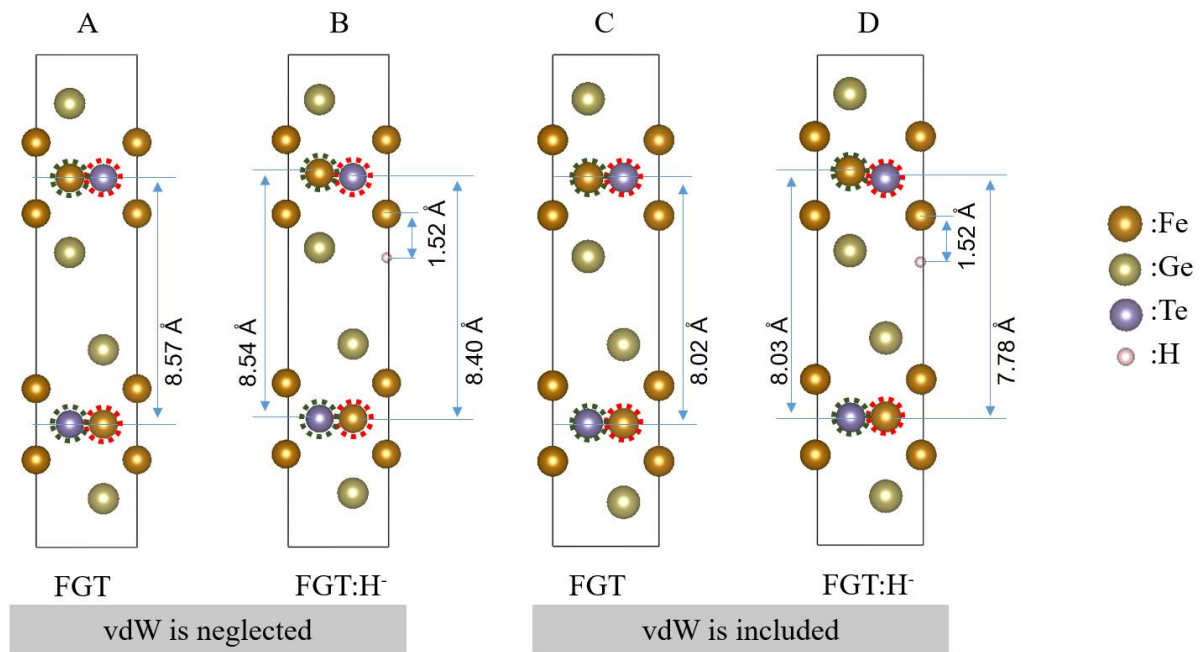 A B C D
8.57 Å
8.54 Å
1.52 Å
8.40 Å
8.02 Å
8.03 Å
1.52 Å
7.78 Å
:Fe
:Ge
:Te
:H
FGT FGT:H- FGT FGT:H-
vdW is neglected vdW is included